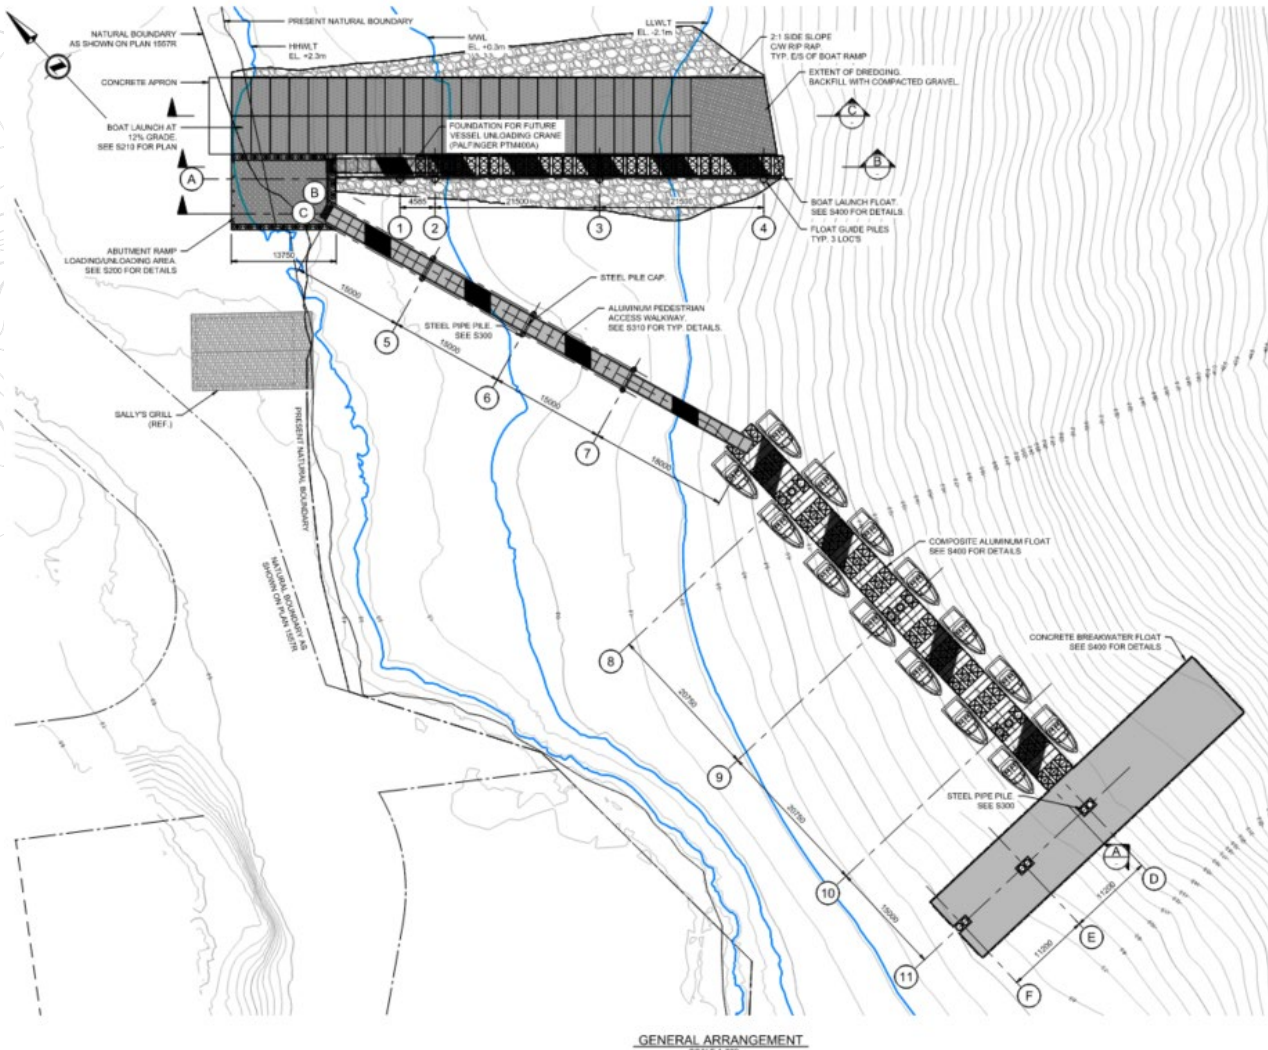 PRESENT NATURAL BOUNDARY
NATURAL BOUNDARY
AS SHOWN ON PLAN 1557R
HHWLT
EL. +2.3m
MWL
EL. +0.3m
LLWLT
EL. -2.1m
2:1 SIDE SLOPE
C/W RIP RAP.
TYP. E/S OF BOAT RAMP
CONCRETE APRON
EXTENT OF DREDGING.
BACKFILL WITH COMPACTED GRAVEL.
C
BOAT LAUNCH AT
12% GRADE.
SEE S210 FOR PLAN
FOUNDATION FOR FUTURE
VESSEL UNLOADING CRANE
(PALFINGER PTM400A)
B
A
B
C
BOAT LAUNCH FLOAT.
SEE S400 FOR DETAILS.
4565
21500
21500
1
2
3
4
FLOAT GUIDE PILES
TYP. 3 LOC'S
ABUTMENT RAMP
LOADING/UNLOADING AREA.
SEE S200 FOR DETAILS
13750
STEEL PILE CAP.
15000
ALUMINUM PEDESTRIAN
ACCESS WALKWAY.
SEE S310 FOR TYP. DETAILS.
STEEL PIPE PILE.
SEE S300
5
15000
6
15000
7
18000
SALLY'S GRILL
(REF.)
PRESENT NATURAL BOUNDARY
NATURAL BOUNDARY AS
SHOWN ON PLAN 1557R
COMPOSITE ALUMINUM FLOAT
SEE S400 FOR DETAILS
CONCRETE BREAKWATER FLOAT
SEE S400 FOR DETAILS
8
20750
9
20750
STEEL PIPE PILE
SEE S300
A
10
15000
11
D
11200
E
11200
F
GENERAL ARRANGEMENT